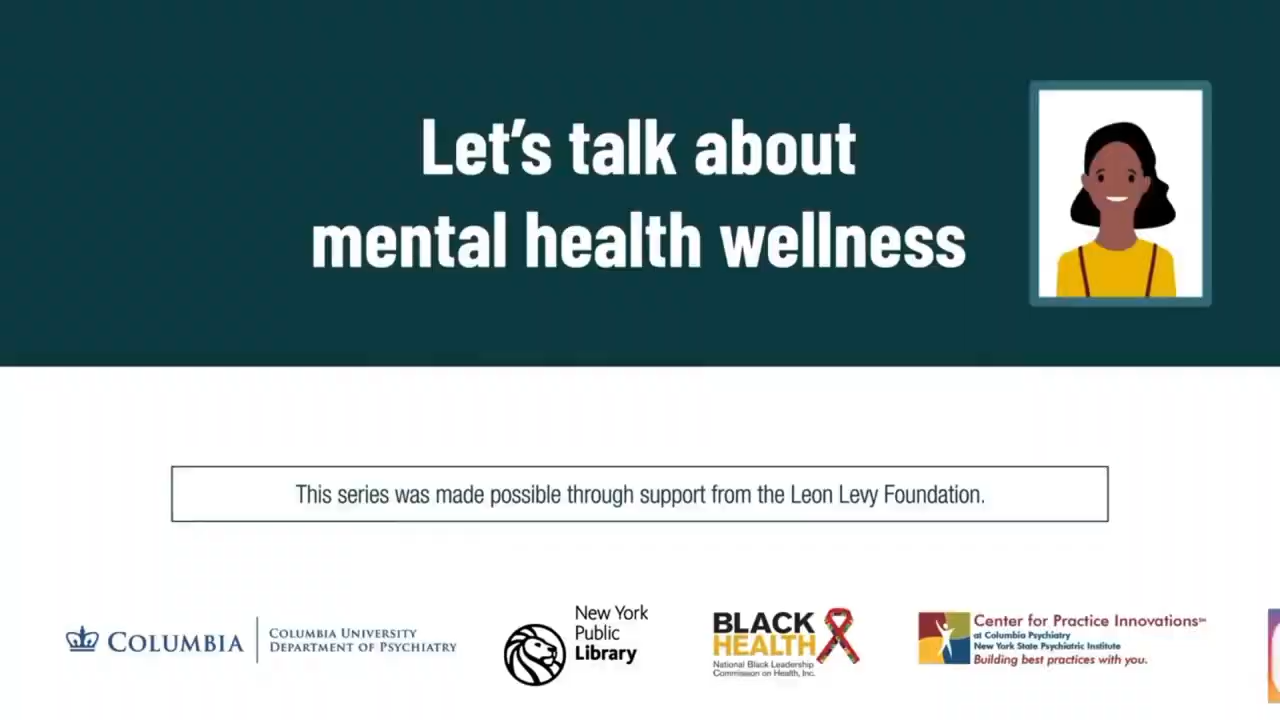 Let's talk about
mental health wellness
This series was made possible through support from the Leon Levy Foundation.
COLUMBIA
COLUMBIA UNIVERSITY
DEPARTMENT OF PSYCHIATRY
New York
Public
Library
BLACK
HEALTH
National Black Leadership
Commission on Health, Inc.
Center for Practice Innovations℠
at Columbia Psychiatry
New York State Psychiatric Institute
Building best practices with you.